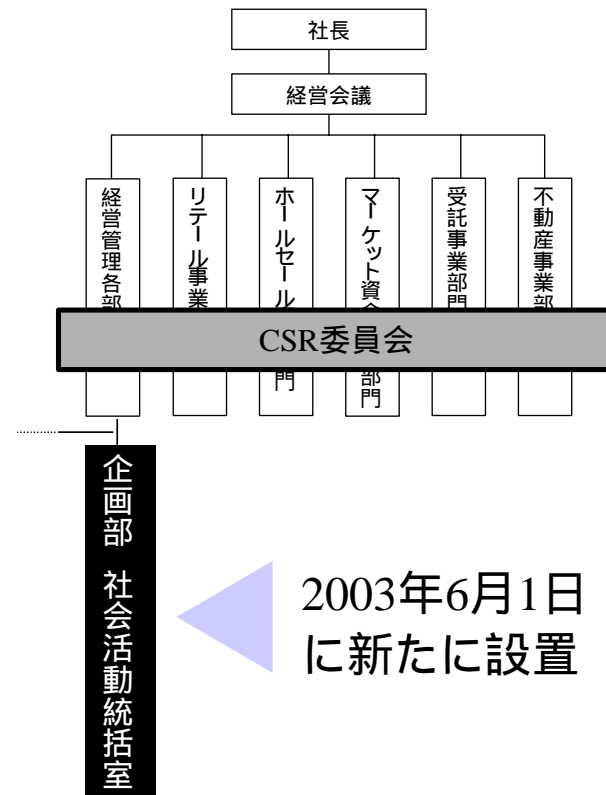 社長
経営会議
経営管理各部
リテール事業
ホールセール
門
マーケット資金
部門
受託事業部門
不動産事業部
CSR委員会
企画部 社会活動統括室
2003年6月1日
に新たに設置